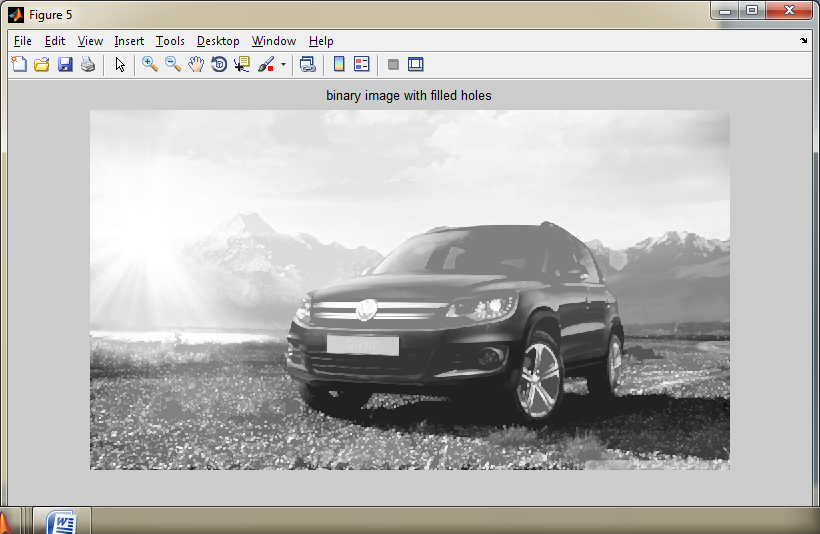 Figure 5
File Edit View Insert Tools Desktop Window Help
binary image with filled holes